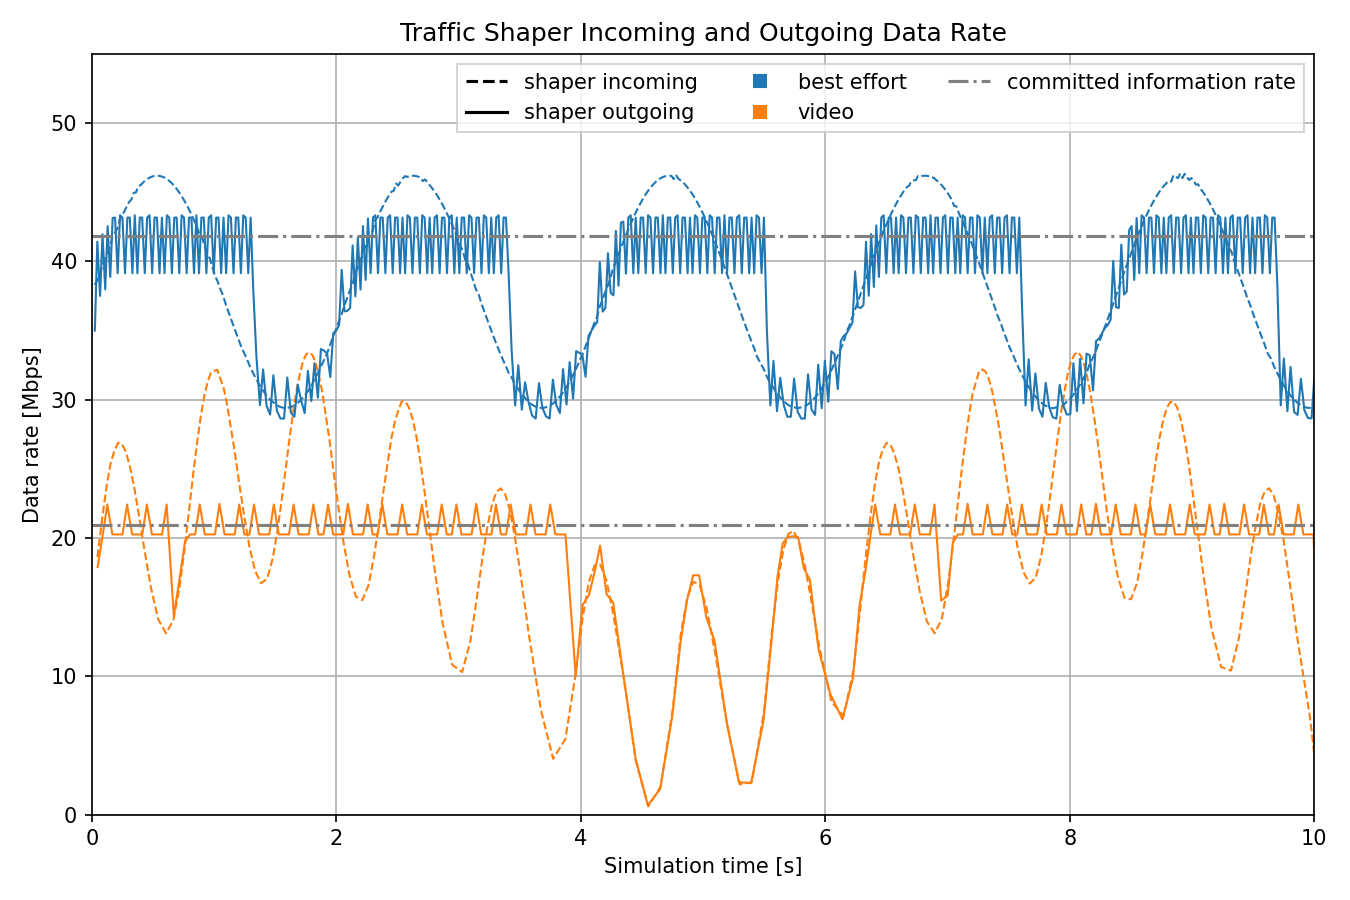 Traffic Shaper Incoming and Outgoing Data Rate
shaper incoming
shaper outgoing
best effort
video
committed information rate
Data rate [Mbps]
50
40
30
20
10
0
0 2 4 6 8 10
Simulation time [s]